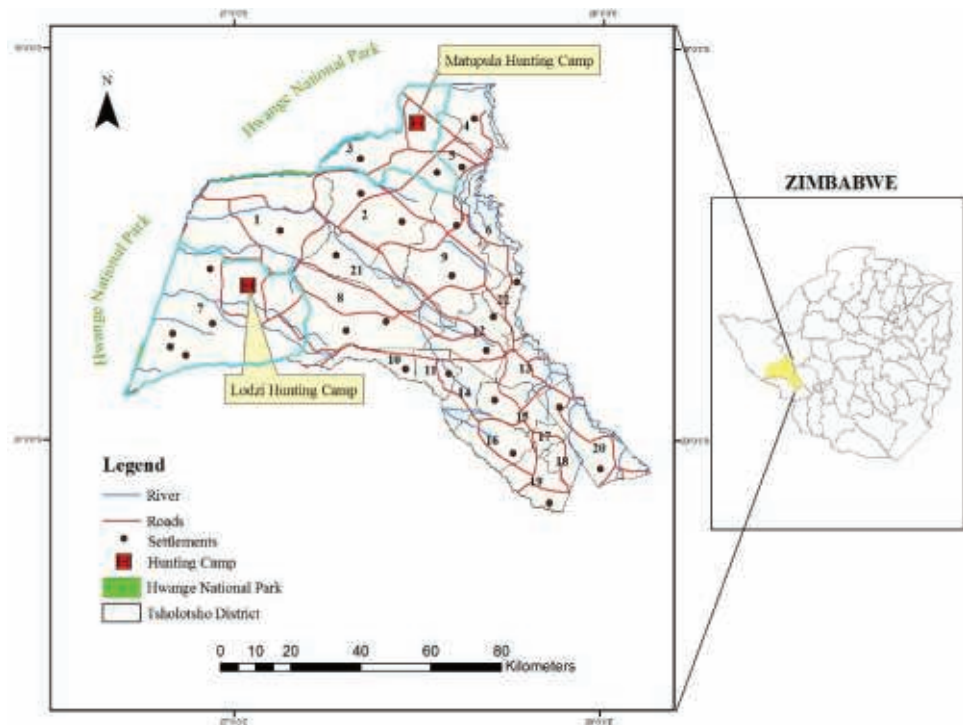 Matupula Hunting Camp
Hwange National Park
N
4
3
5
1
2
6
9
21
22
7
8
12
10
11
13
14
15
16
17
18
20
19
Hwange National Park
Lodzi Hunting Camp
Legend
River
Roads
Settlements
Hunting Camp
Hwange National Park
Tsholotsho District
0 10 20 40 60 80
Kilometers
ZIMBABWE